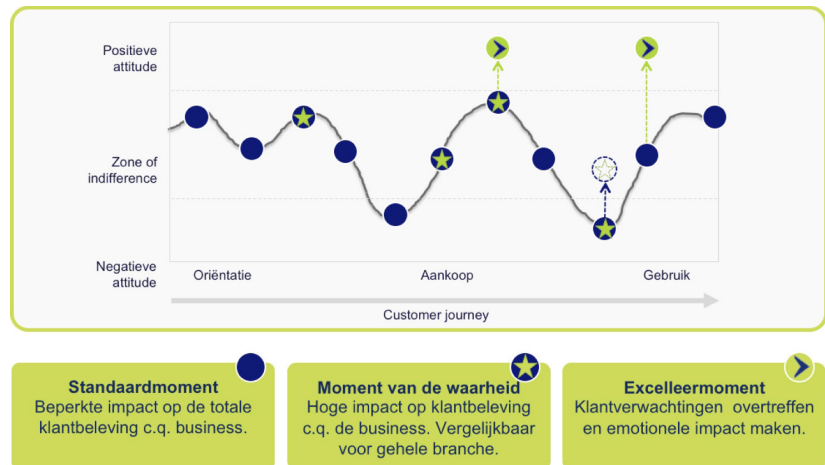 Positieve
attitude
Zone of
indifference
Negatieve
attitude
Oriëntatie
Aankoop
Gebruik
Customer journey
Standaardmoment
Beperkte impact op de totale
klantbeleving c.q. business.
Moment van de waarheid
Hoge impact op klantbeleving
c.q. de business. Vergelijkbaar
voor gehele branche.
Excelleermoment
Klantverwachtingen overtreffen
en emotionele impact maken.